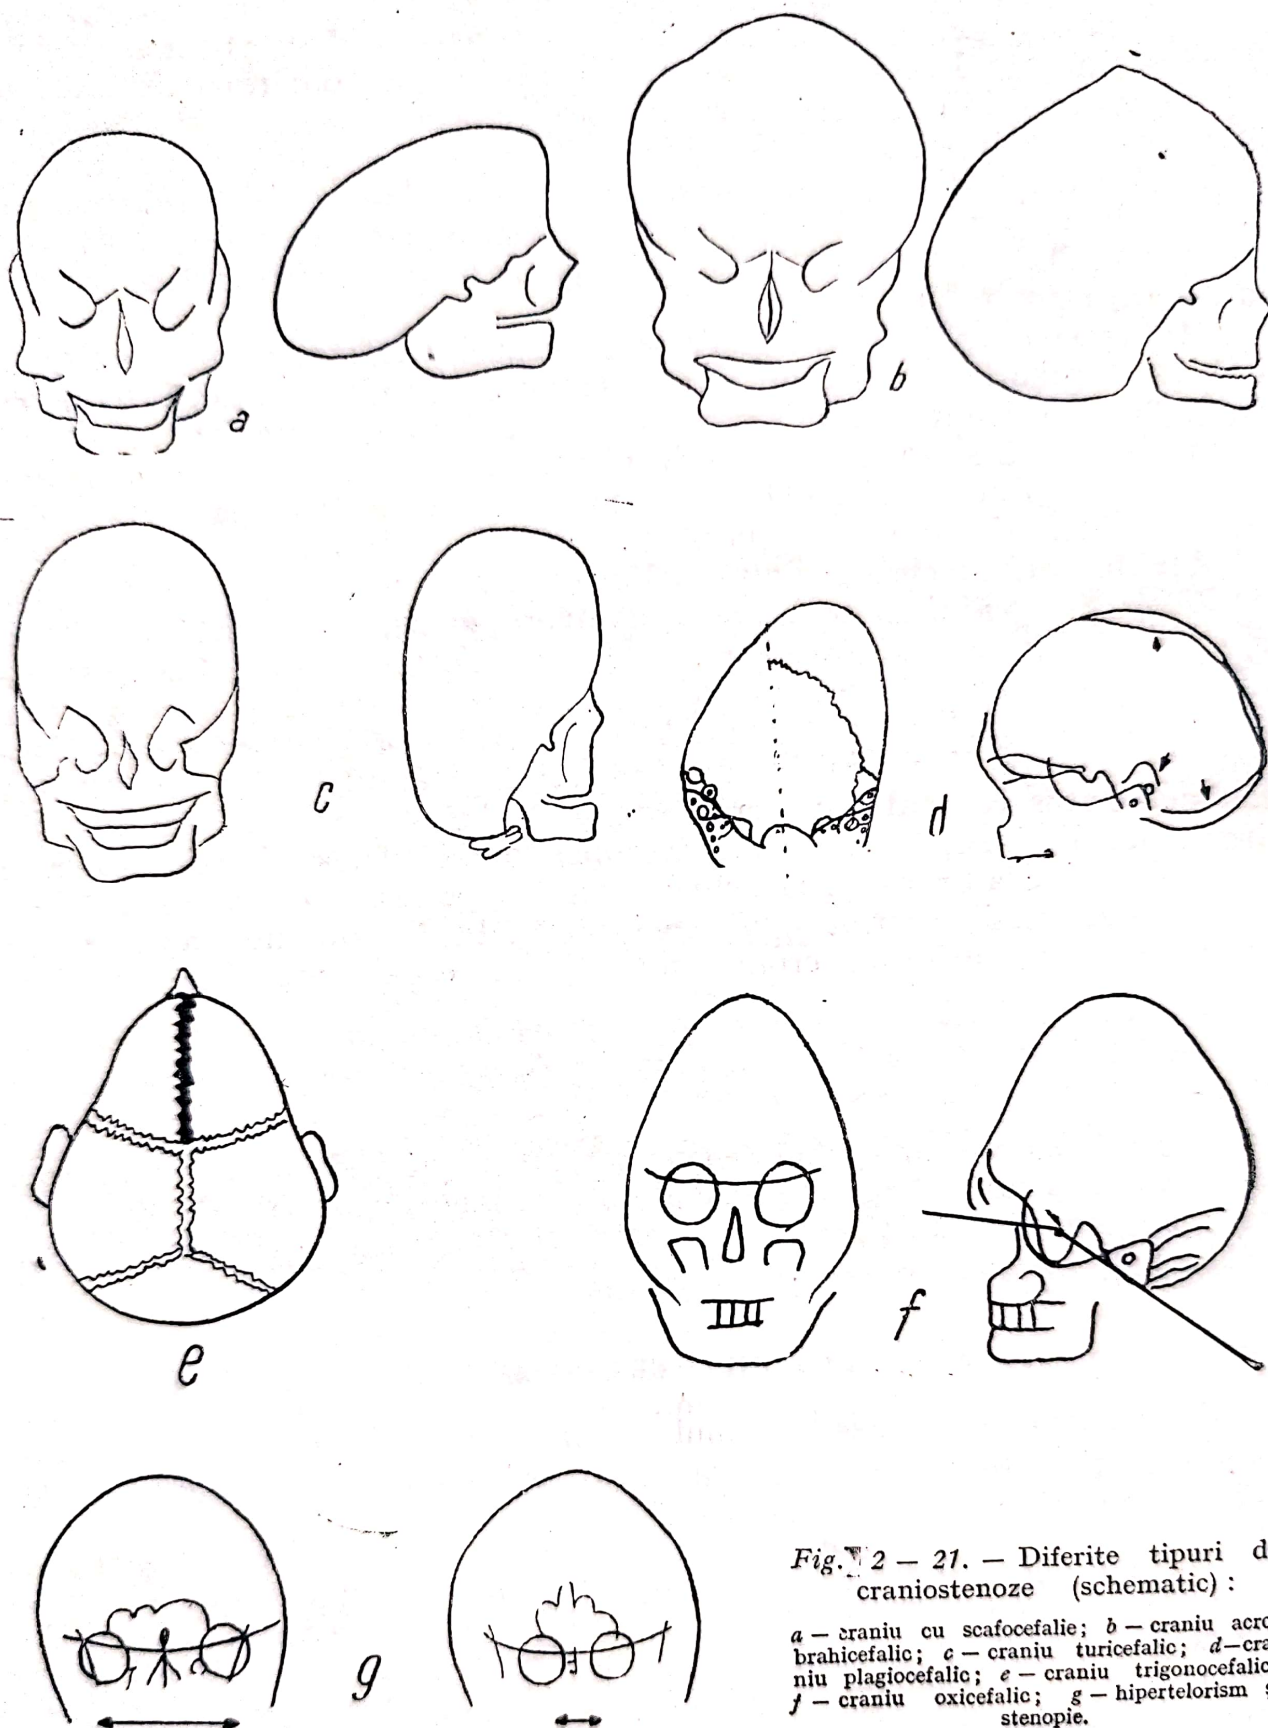 a
b
c
d
e
f
g
Fig. 2 — 21. — Diferite tipuri d
craniostenoze (schematic) :
a — craniu cu scafocefalie; b — craniu acro
brahicefalic; c — craniu turicefalic; d — cra
niu plagiocefalic; e — craniu trigonocefalic
f — craniu oxicefalic; g — hipertelorism
stenopie.